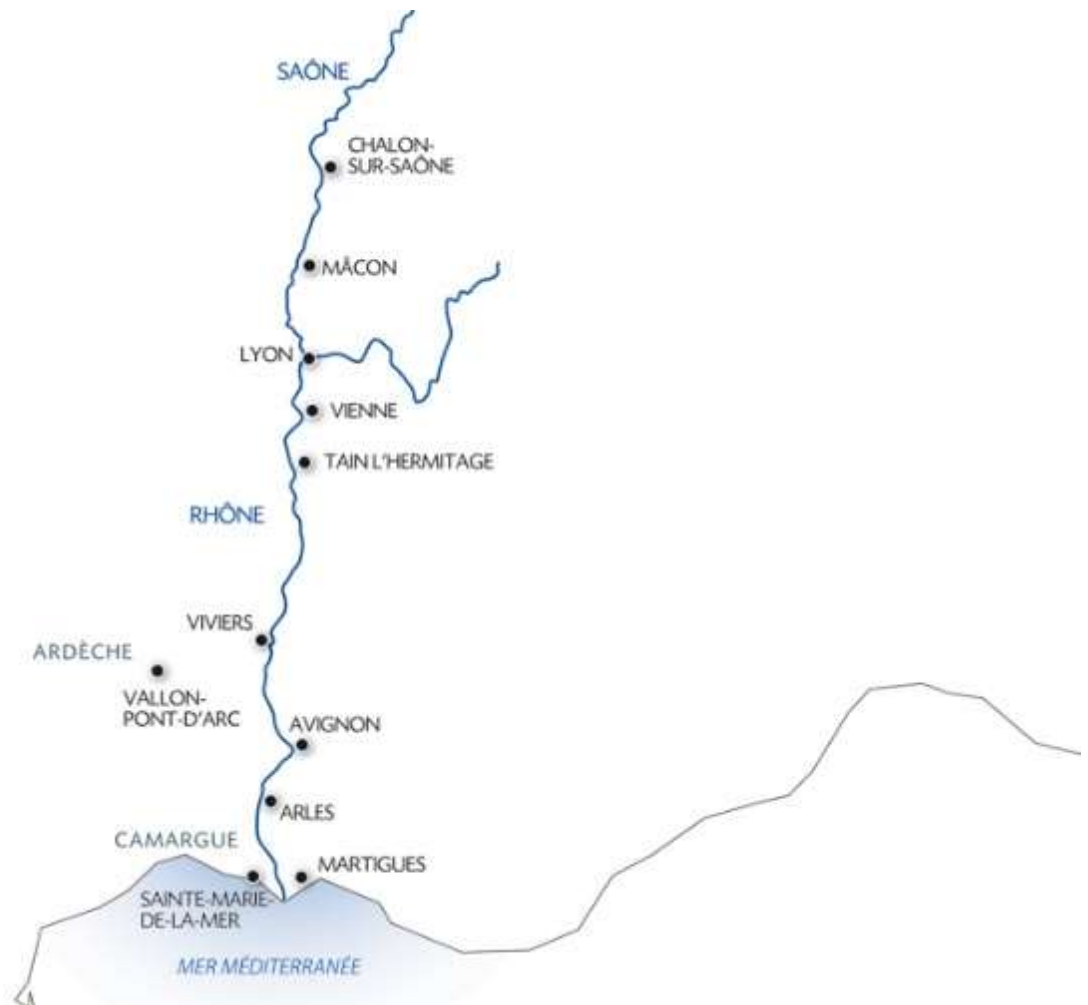 SAÔNE
CHALON-
SUR-SAÔNE
MÂCON
LYON
VIENNE
TAIN L'HERMITAGE
RHÔNE
VIVIERS
ARDÈCHE
VALLON-
PONT-D'ARC
AVIGNON
ARLES
CAMARGUE
MARTIGUES
SAINTE-MARIE-
DE-LA-MER
MER MÉDITERRANÉE